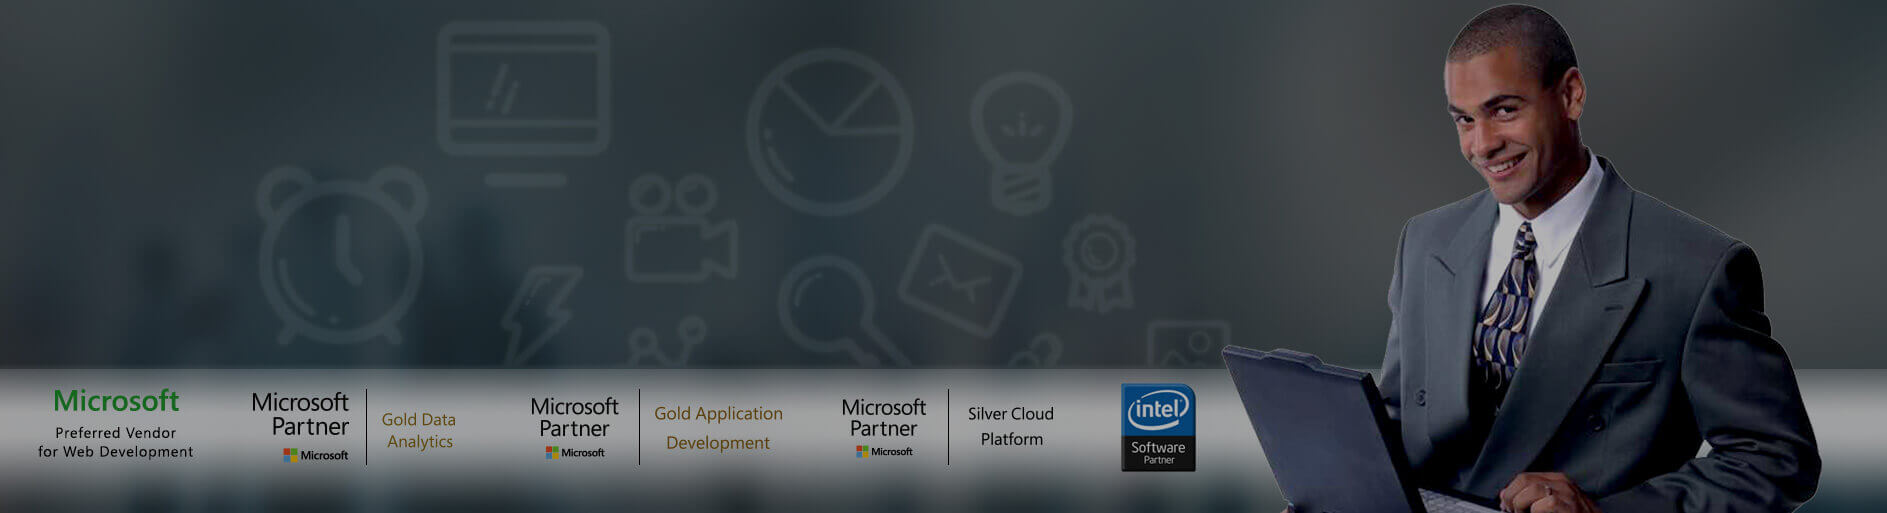 Microsoft
Preferred Vendor
for Web Development
Microsoft
Partner
Microsoft
Gold Data
Analytics
Microsoft
Partner
Microsoft
Gold Application
Development
Microsoft
Partner
Microsoft
Silver Cloud
Platform
intel
Software
Partner